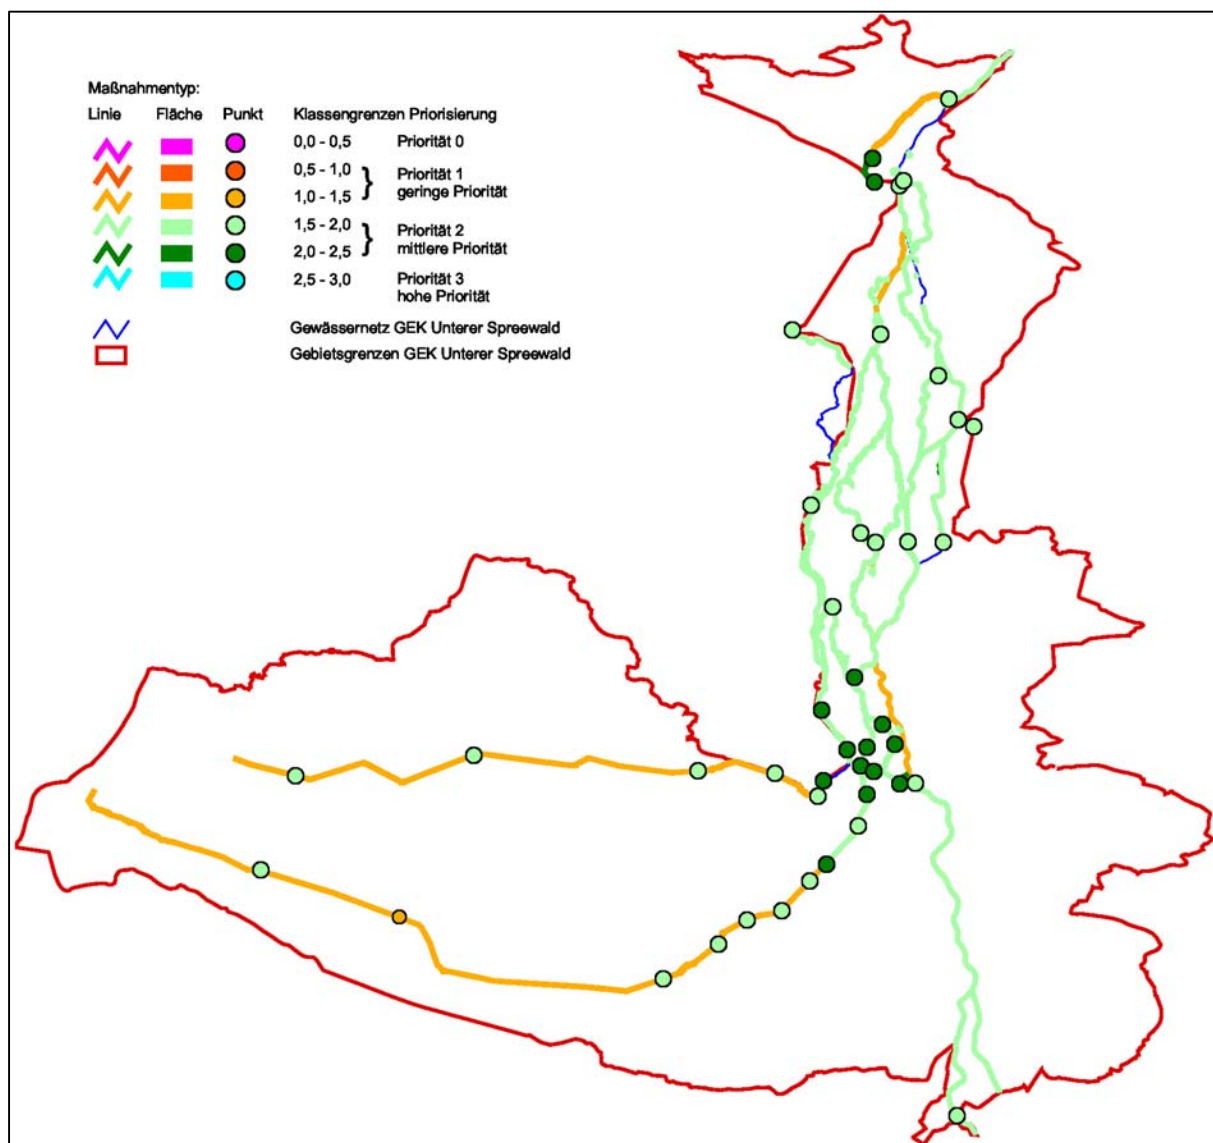 Maßnahmentyp:
Linie Fläche Punkt Klassengrenzen Priorisierung
0,0 - 0,5 Priorität 0
0,5 - 1,0 Priorität 1
1,0 - 1,5 geringe Priorität
1,5 - 2,0 Priorität 2
2,0 - 2,5 mittlere Priorität
2,5 - 3,0 Priorität 3
hohe Priorität
Gewässernetz GEK Unterer Spreewald
Gebietsgrenzen GEK Unterer Spreewald